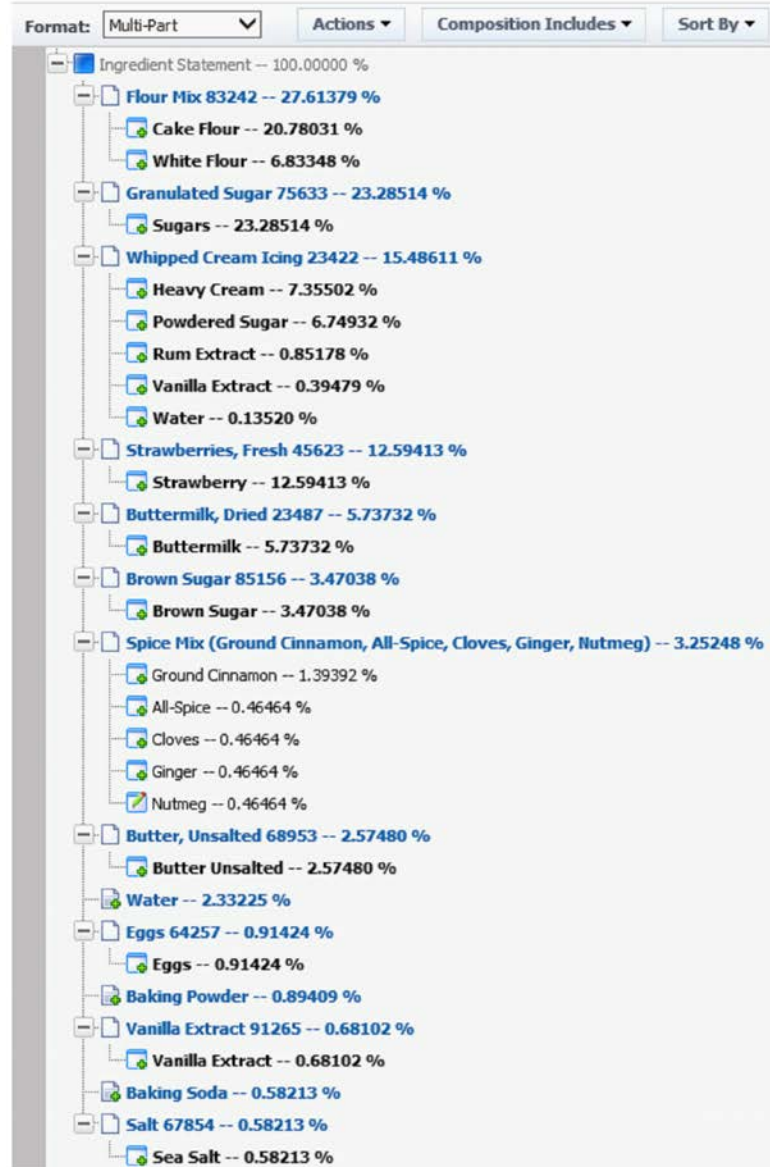 Format: Multi-Part Actions Composition Includes Sort By
Ingredient Statement -- 100.00000 %
Flour Mix 83242 -- 27.61379 %
Cake Flour -- 20.78031 %
White Flour -- 6.83348 %
Granulated Sugar 75633 -- 23.28514 %
Sugars -- 23.28514 %
Whipped Cream Icing 23422 -- 15.48611 %
Heavy Cream -- 7.35502 %
Powdered Sugar -- 6.74932 %
Rum Extract -- 0.85178 %
Vanilla Extract -- 0.39479 %
Water -- 0.13520 %
Strawberries, Fresh 45623 -- 12.59413 %
Strawberry -- 12.59413 %
Buttermilk, Dried 23487 -- 5.73732 %
Buttermilk -- 5.73732 %
Brown Sugar 85156 -- 3.47038 %
Brown Sugar -- 3.47038 %
Spice Mix (Ground Cinnamon, All-Spice, Cloves, Ginger, Nutmeg) -- 3.25248 %
Ground Cinnamon -- 1.39392 %
All-Spice -- 0.46464 %
Cloves -- 0.46464 %
Ginger -- 0.46464 %
Nutmeg -- 0.46464 %
Butter, Unsalted 68953 -- 2.57480 %
Butter Unsalted -- 2.57480 %
Water -- 2.33225 %
Eggs 64257 -- 0.91424 %
Eggs -- 0.91424 %
Baking Powder -- 0.89409 %
Vanilla Extract 91265 -- 0.68102 %
Vanilla Extract -- 0.68102 %
Baking Soda -- 0.58213 %
Salt 67854 -- 0.58213 %
Sea Salt -- 0.58213 %